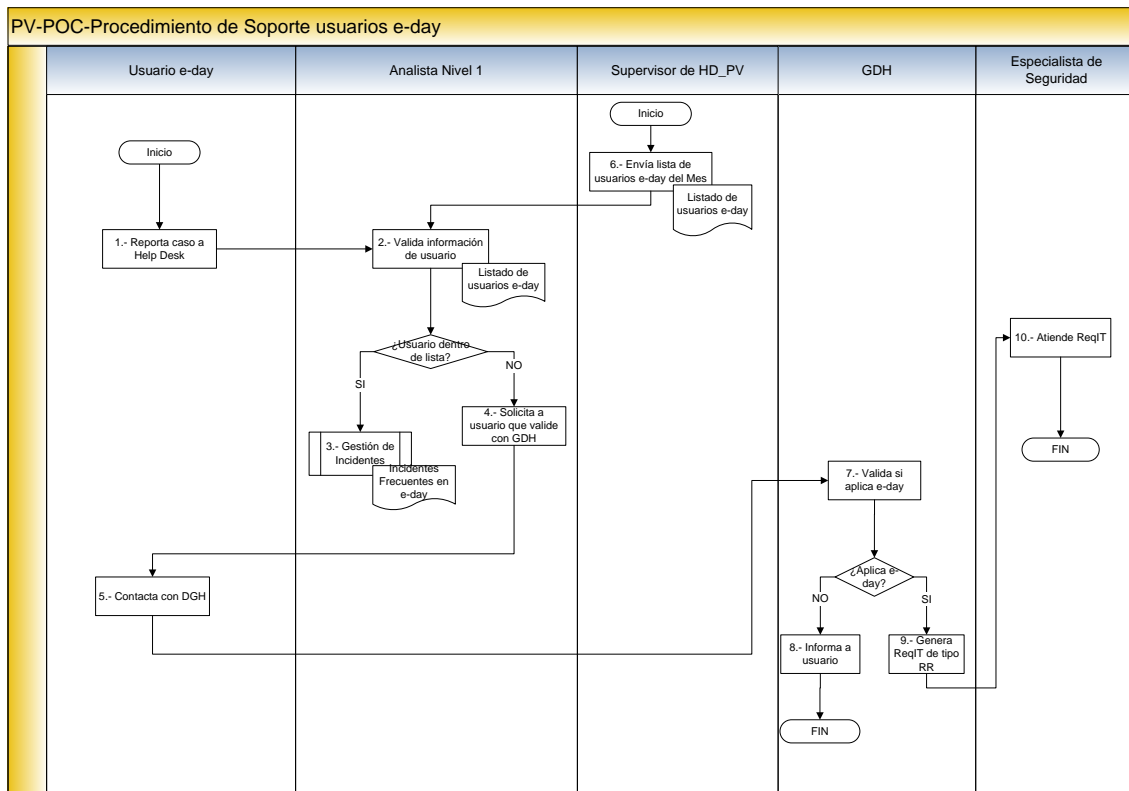 PV-POC-Procedimiento de Soporte usuarios e-day
Usuario e-day
Analista Nivel 1
Supervisor de HD_PV
GDH
Especialista de
Seguridad
Inicio
Inicio
6.- Envía lista de
usuarios e-day del Mes
Listado de
usuarios e-day
1.- Reporta caso a
Help Desk
2.- Valida información
de usuario
Listado de
usuarios e-day
¿Usuario dentro
de lista?
SI
NO
3.- Gestión de
Incidentes
Incidentes
Frecuentes en
e-day
4.- Solicita a
usuario que valide
con GDH
5.- Contacta con DGH
7.- Valida si
aplica e-day
¿Aplica e-
day?
NO
SI
8.- Informa a
usuario
9.- Genera
ReqIT de tipo
RR
FIN
10.- Atiende ReqIT
FIN